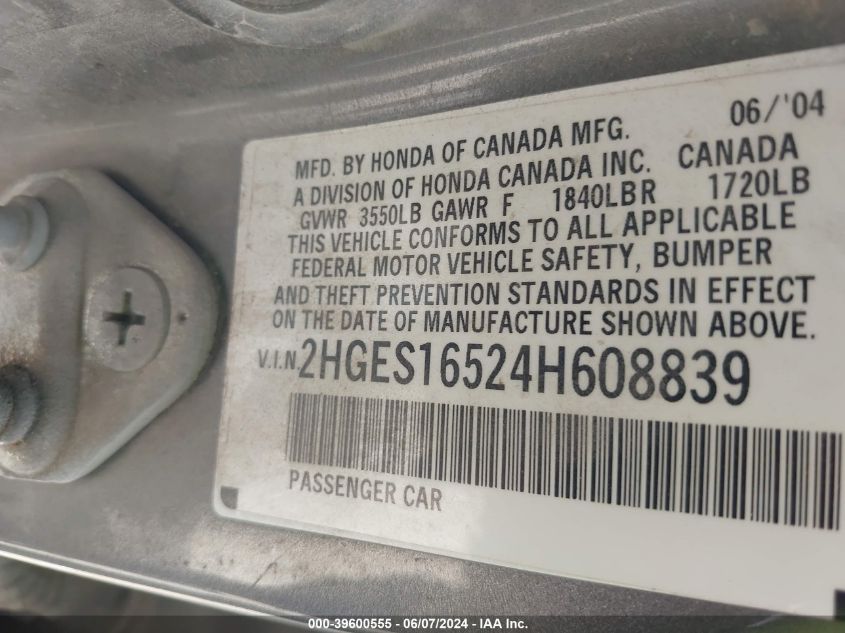 06/'04
MFD. BY HONDA OF CANADA MFG.
A DIVISION OF HONDA CANADA INC. CANADA
GVWR 3550LB GAWR F 1840LBR 1720LB
THIS VEHICLE CONFORMS TO ALL APPLICABLE
FEDERAL MOTOR VEHICLE SAFETY, BUMPER
AND THEFT PREVENTION STANDARDS IN EFFECT
ON THE DATE OF MANUFACTURE SHOWN ABOVE.
V.I.N. 2HGES16524H608839
PASSENGER CAR
000-39600555 - 06/07/2024 - IAA Inc.